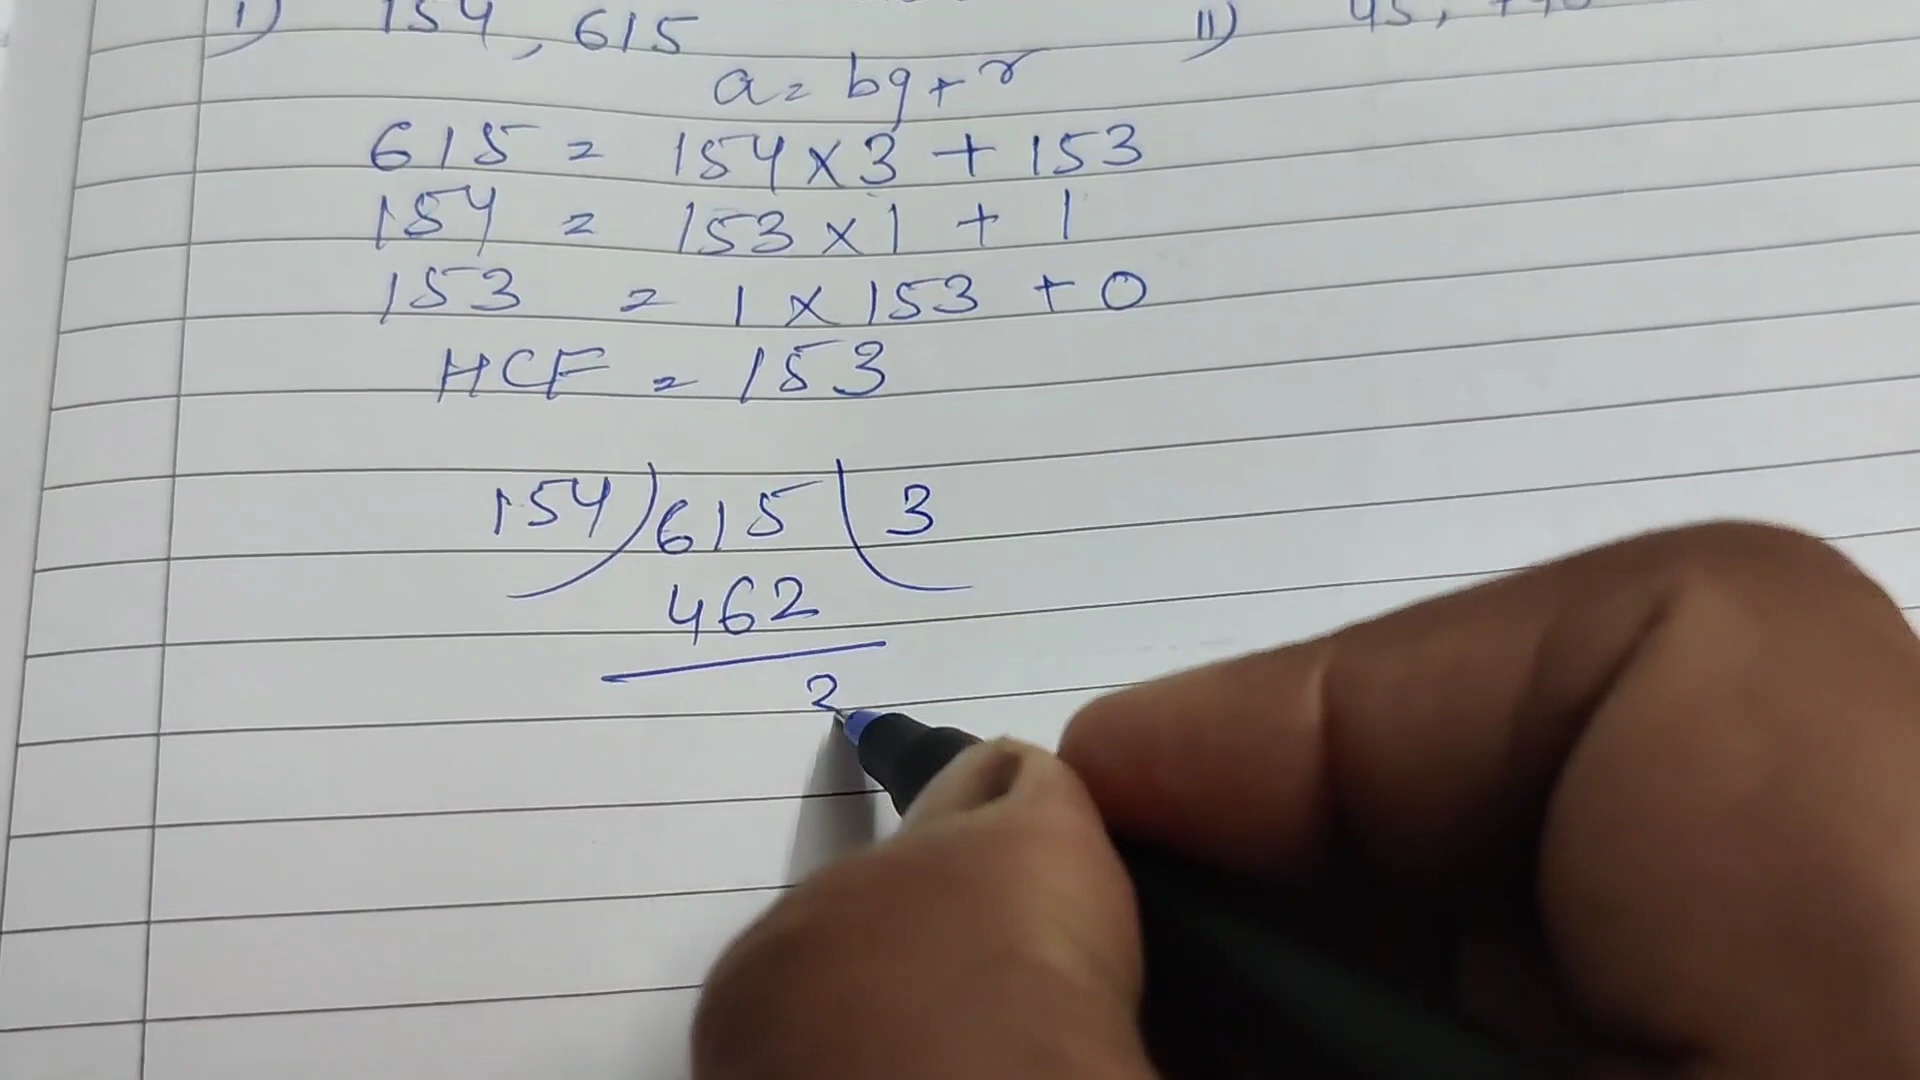 i) 154, 615
ii) 45,
a = bq + r
615 = 154 × 3 + 153
154 = 153 × 1 + 1
153 = 1 × 153 + 0
HCF = 153
154 ) 615 ( 3
462
3